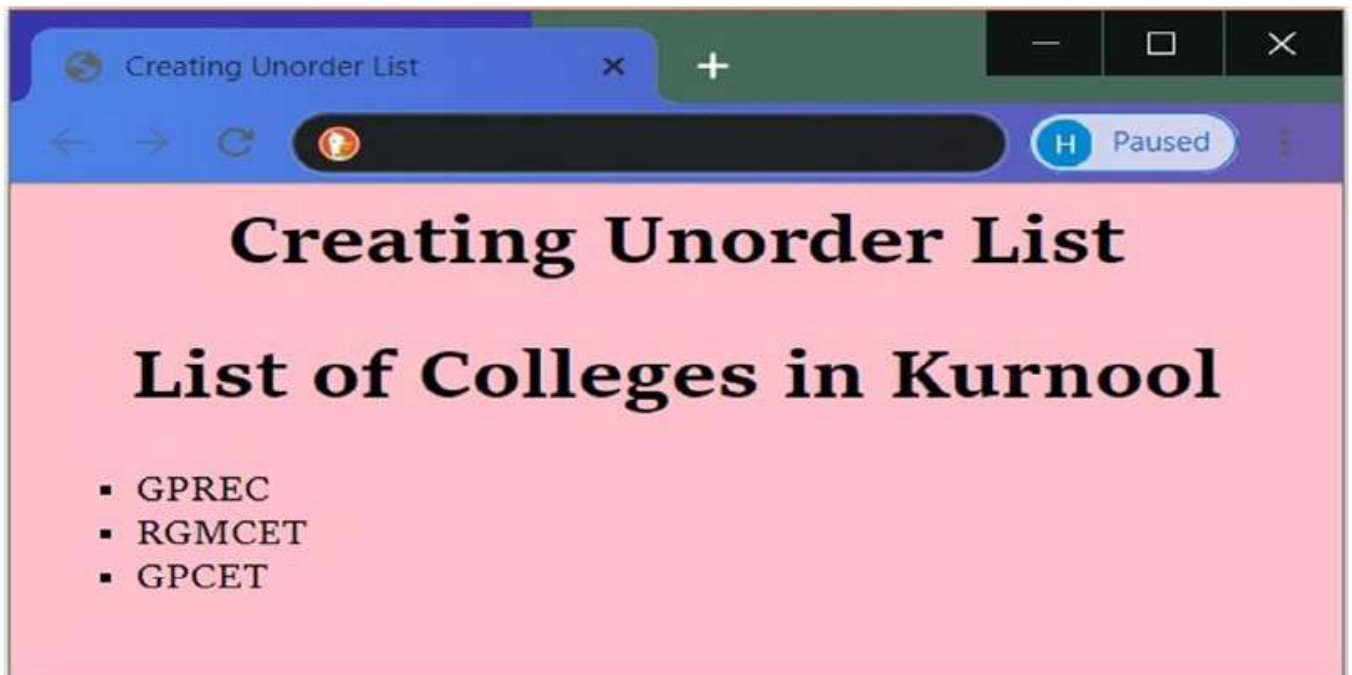 Creating Unorder List
H Paused
Creating Unorder List
List of Colleges in Kurnool
GPREC
RGMCET
GPCET